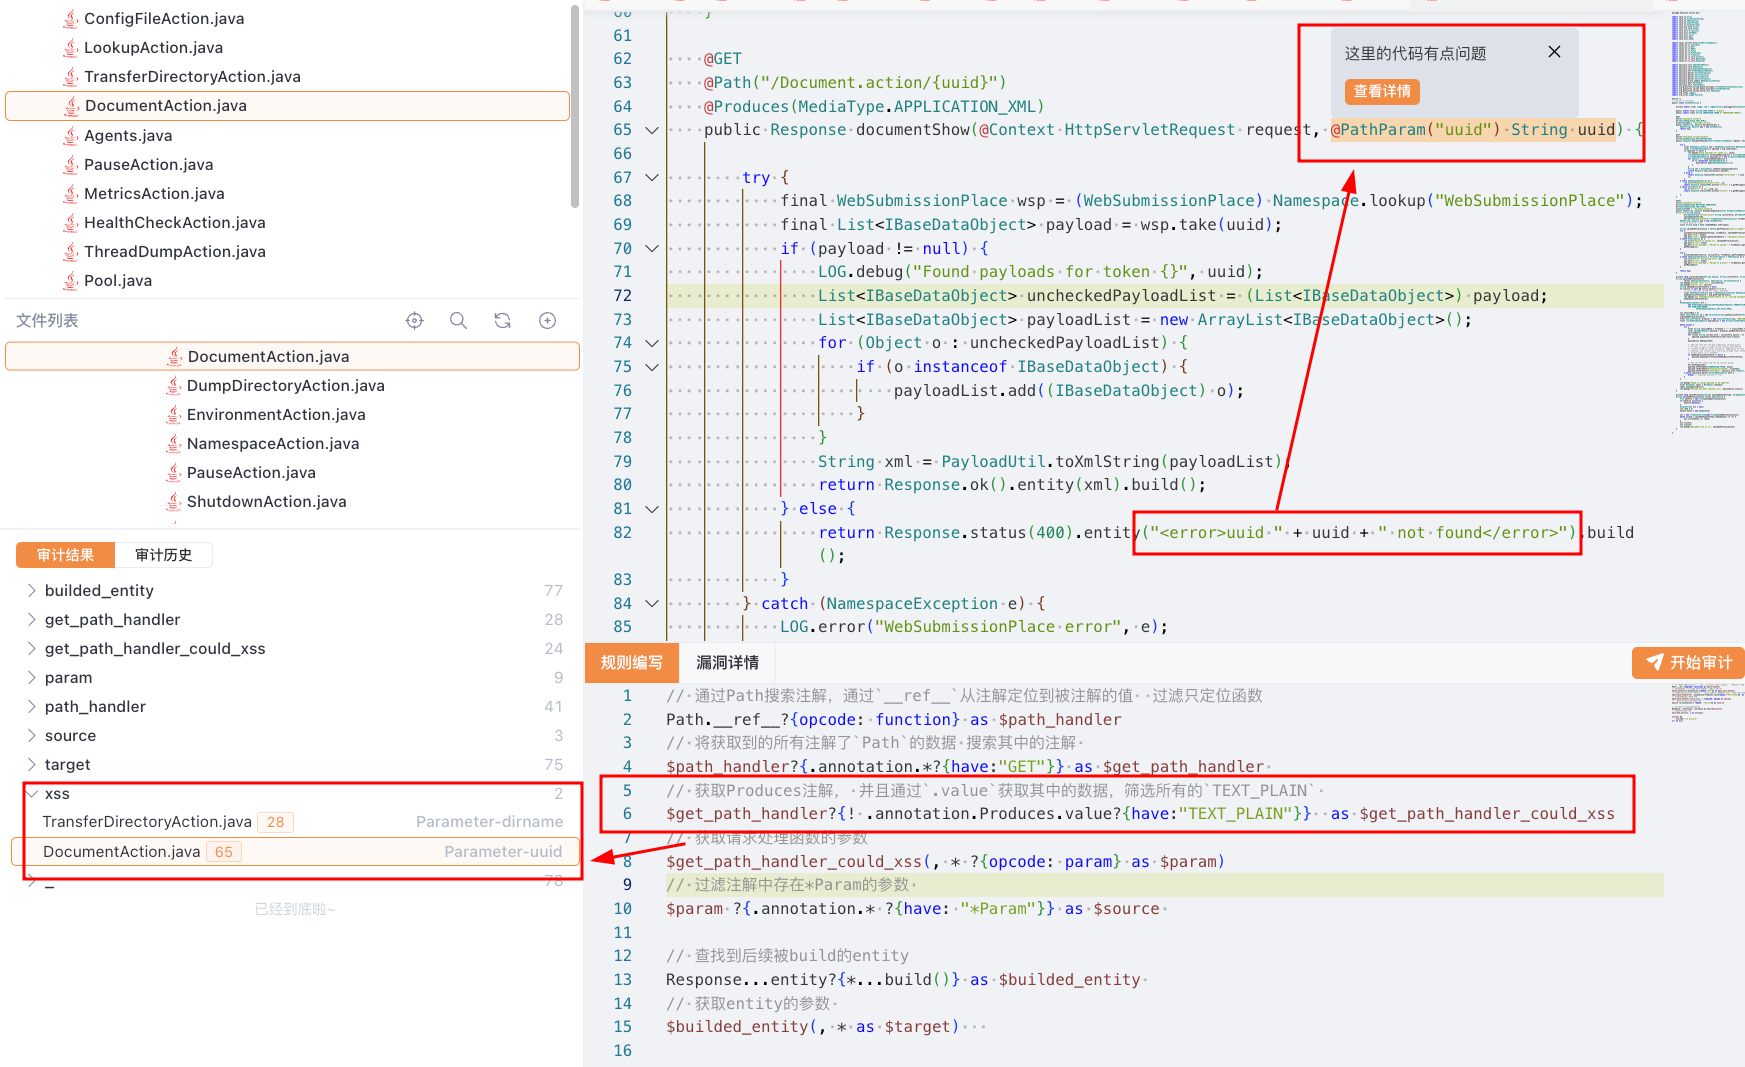 ConfigFileAction.java
LookupAction.java
TransferDirectoryAction.java
DocumentAction.java
Agents.java
PauseAction.java
MetricsAction.java
HealthCheckAction.java
ThreadDumpAction.java
Pool.java
文件列表
DocumentAction.java
DumpDirectoryAction.java
EnvironmentAction.java
NamespaceAction.java
PauseAction.java
ShutdownAction.java
审计结果 审计历史
builded_entity 77
get_path_handler 28
get_path_handler_could_xss 24
param 9
path_handler 41
source 3
target 75
xss 2
TransferDirectoryAction.java 28 Parameter-dirname
DocumentAction.java 65 Parameter-uuid
_ 78
已经到底啦~
60 }
61
62 @GET
63 @Path("/Document.action/{uuid}")
64 @Produces(MediaType.APPLICATION_XML)
65 public Response documentShow(@Context HttpServletRequest request, @PathParam("uuid") String uuid) {
66
67 try {
68 final WebSubmissionPlace wsp = (WebSubmissionPlace) Namespace.lookup("WebSubmissionPlace");
69 final List<IBaseDataObject> payload = wsp.take(uuid);
70 if (payload != null) {
71 LOG.debug("Found payloads for token {}", uuid);
72 List<IBaseDataObject> uncheckedPayloadList = (List<IBaseDataObject>) payload;
73 List<IBaseDataObject> payloadList = new ArrayList<IBaseDataObject>();
74 for (Object o : uncheckedPayloadList) {
75 if (o instanceof IBaseDataObject) {
76 payloadList.add((IBaseDataObject) o);
77 }
78 }
79 String xml = PayloadUtil.toXmlString(payloadList);
80 return Response.ok().entity(xml).build();
81 } else {
82 return Response.status(400).entity("<error>uuid " + uuid + " not found</error>").build
();
83 }
84 } catch (NamespaceException e) {
85 LOG.error("WebSubmissionPlace error", e);
这里的代码有点问题
查看详情
规则编写 漏洞详情 开始审计
1 // 通过Path搜索注解，通过`__ref__`从注解定位到被注解的值 过滤只定位函数
2 Path.__ref__?{opcode: function} as $path_handler
3 // 将获取到的所有注解了`Path`的数据 搜索其中的注解
4 $path_handler?{.annotation.*?{have:"GET"}} as $get_path_handler
5 // 获取Produces注解， 并且通过`.value`获取其中的数据，筛选所有的`TEXT_PLAIN`
6 $get_path_handler?{! .annotation.Produces.value?{have:"TEXT_PLAIN"}} as $get_path_handler_could_xss
7 // 获取请求处理函数的参数
8 $get_path_handler_could_xss(, * ?{opcode: param} as $param)
9 // 过滤注解中存在*Param的参数
10 $param ?{.annotation.* ?{have: "*Param"}} as $source
11
12 // 查找到后续被build的entity
13 Response...entity?{*...build()} as $builded_entity
14 // 获取entity的参数
15 $builded_entity(, * as $target)
16